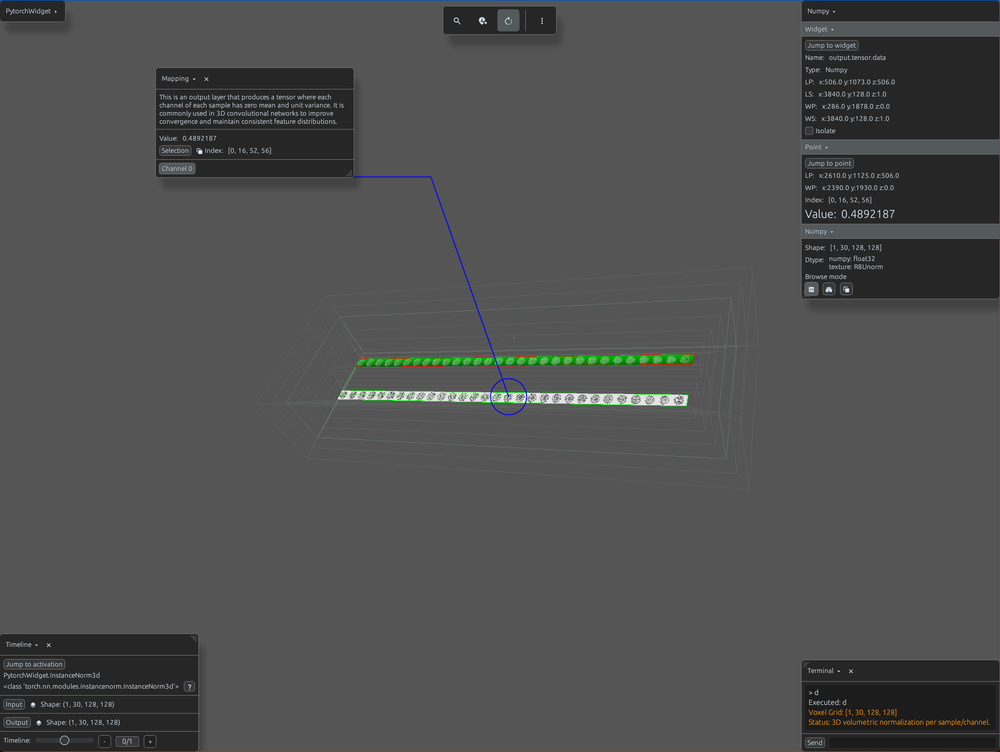 PytorchWidget
Mapping
This is an output layer that produces a tensor where each
channel of each sample has zero mean and unit variance. It is
commonly used in 3D convolutional networks to improve
convergence and maintain consistent feature distributions.
Value: 0.4892187
Selection Index: [0, 16, 52, 56]
Channel 0
Numpy
Widget
Jump to widget
Name: output.tensor.data
Type: Numpy
LP: x:506.0 y:1073.0 z:506.0
LS: x:3840.0 y:128.0 z:1.0
WP: x:286.0 y:1878.0 z:0.0
WS: x:3840.0 y:128.0 z:1.0
Isolate
Point
Jump to point
LP: x:2610.0 y:1125.0 z:506.0
WP: x:2390.0 y:1930.0 z:0.0
Index: [0, 16, 52, 56]
Value: 0.4892187
Numpy
Shape: [1, 30, 128, 128]
Dtype: numpy: float32
texture: R8Unorm
Browse mode
Timeline
Jump to activation
PytorchWidget.InstanceNorm3d
<class 'torch.nn.modules.instancenorm.InstanceNorm3d'> ?
Input Shape: (1, 30, 128, 128)
Output Shape: (1, 30, 128, 128)
Timeline: - 0/1 +
Terminal
> d
Executed: d
Voxel Grid: [1, 30, 128, 128]
Status: 3D volumetric normalization per sample/channel.
Send